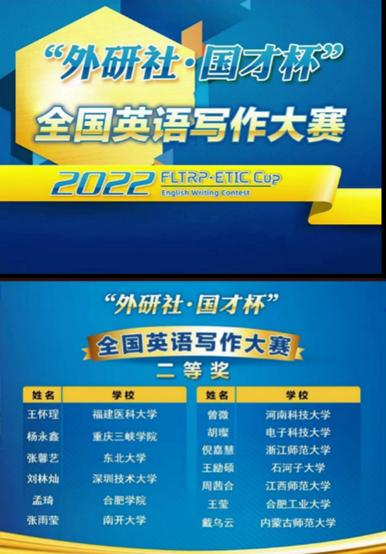 “外研社·国才杯”
全国英语写作大赛
2022 FLTRP·ETIC Cup
English Writing Contest
“外研社·国才杯”
全国英语写作大赛
二等奖
姓名 学校
王怀瑆 福建医科大学
杨永鑫 重庆三峡学院
张馨艺 东北大学
刘林灿 深圳技术大学
孟琦 合肥学院
张雨莹 南开大学
姓名 学校
曾微 河南科技大学
胡璨 电子科技大学
倪嘉慧 浙江师范大学
王励硕 石河子大学
周茜合 江西师范大学
王莹 合肥工业大学
戴乌云 内蒙古师范大学